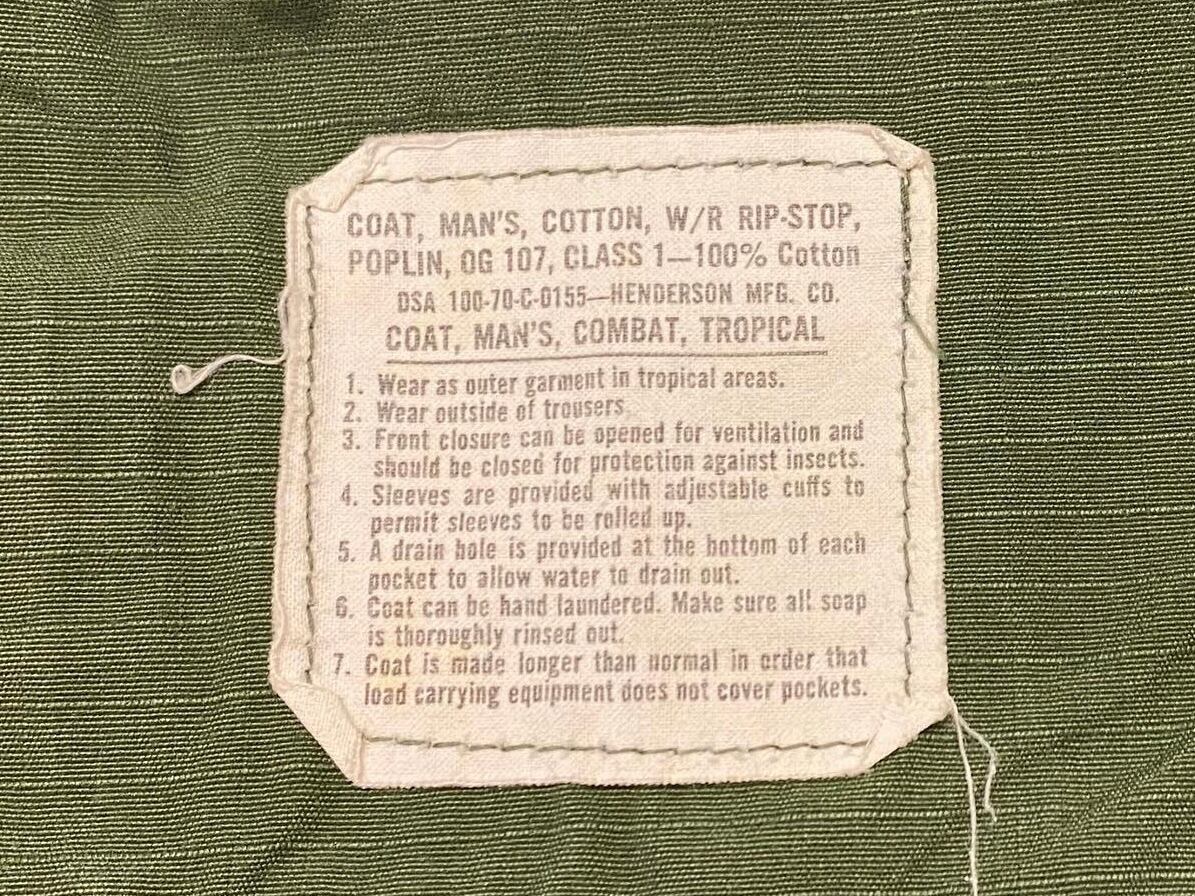 COAT, MAN'S, COTTON, W/R RIP-STOP,
POPLIN, OG 107, CLASS 1—100% Cotton
DSA 100-70-C-0155—HENDERSON MFG. CO.
COAT, MAN'S, COMBAT, TROPICAL
1. Wear as outer garment in tropical areas.
2. Wear outside of trousers
3. Front closure can be opened for ventilation and
should be closed for protection against insects.
4. Sleeves are provided with adjustable cuffs to
permit sleeves to be rolled up.
5. A drain hole is provided at the bottom of each
pocket to allow water to drain out.
6. Coat can be hand laundered. Make sure all soap
is thoroughly rinsed out.
7. Coat is made longer than normal in order that
load carrying equipment does not cover pockets.